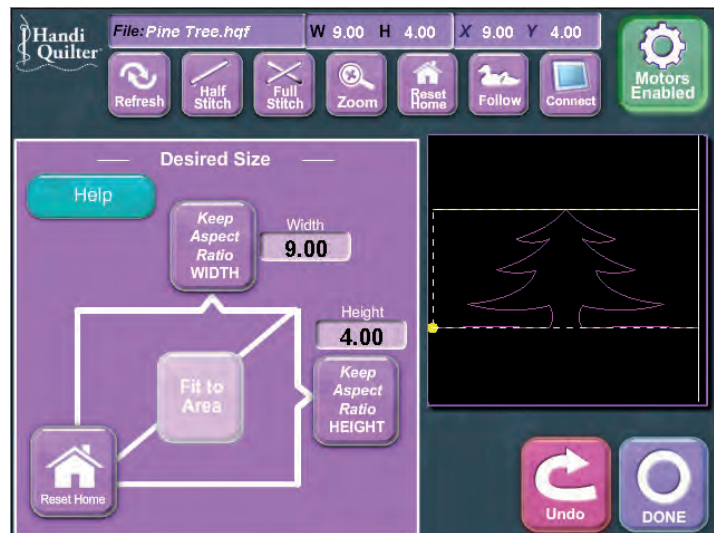 Handi
Quilter
File: Pine Tree.hqf
W 9.00 H 4.00
X 9.00 Y 4.00
Refresh
Half
Stitch
Full
Stitch
Zoom
Reset
Home
Follow
Connect
Motors
Enabled
Desired Size
Help
Keep
Aspect
Ratio
WIDTH
Width
9.00
Height
4.00
Fit to
Area
Keep
Aspect
Ratio
HEIGHT
Reset Home
Undo
DONE